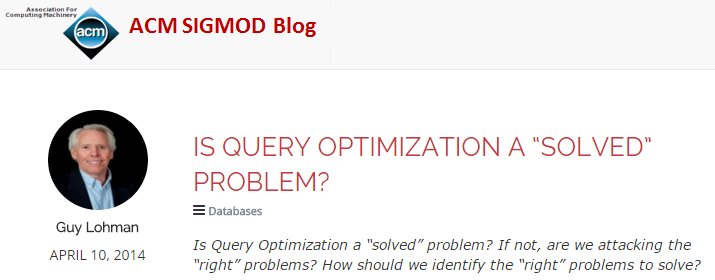 Association For
Computing Machinery
acm
ACM SIGMOD Blog
IS QUERY OPTIMIZATION A “SOLVED”
PROBLEM?
Databases
Guy Lohman
APRIL 10, 2014
Is Query Optimization a “solved” problem? If not, are we attacking the
“right” problems? How should we identify the “right” problems to solve?